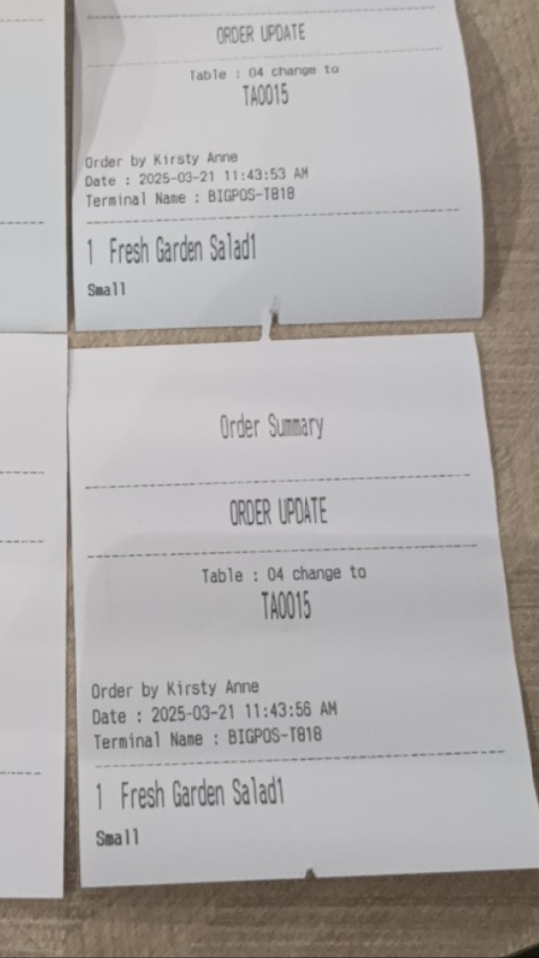 ORDER UPDATE
Table : 04 change to
TA0015
Order by Kirsty Anne
Date : 2025-03-21 11:43:53 AM
Terminal Name : BIGPOS-T818
1 Fresh Garden Salad1
Small
Order Summary
ORDER UPDATE
Table : 04 change to
TA0015
Order by Kirsty Anne
Date : 2025-03-21 11:43:56 AM
Terminal Name : BIGPOS-T818
1 Fresh Garden Salad1
Small